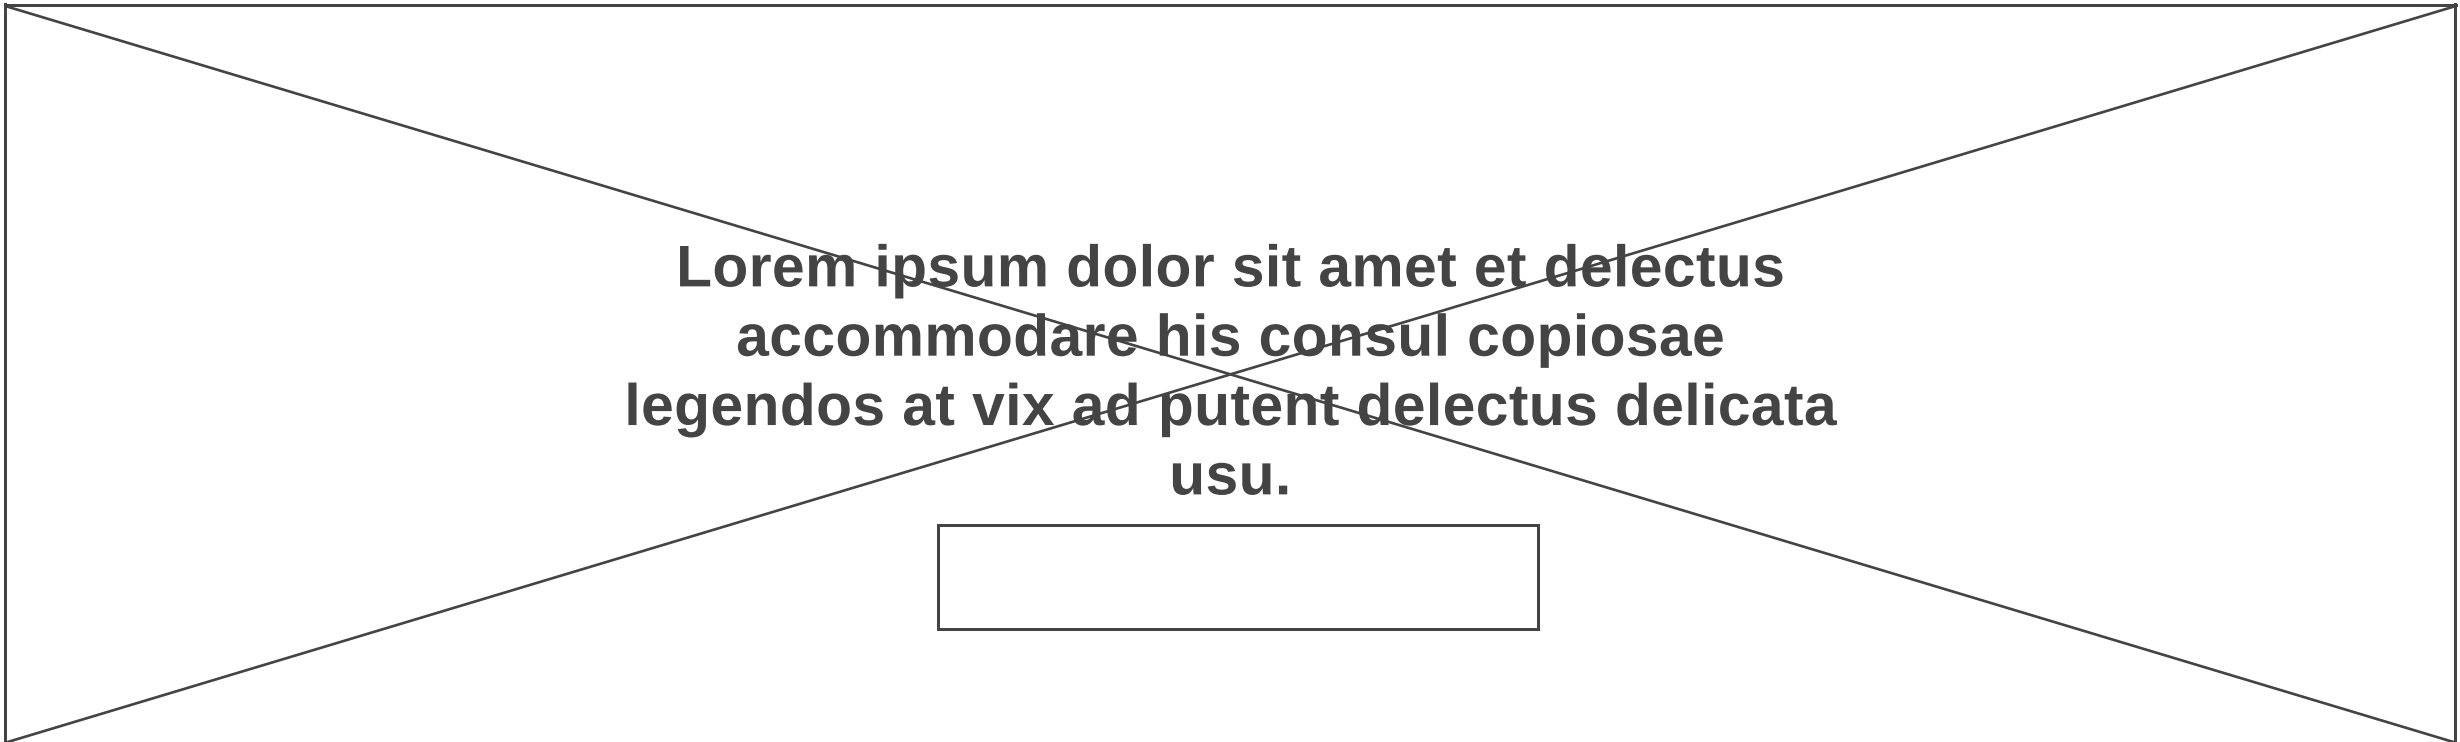 Lorem ipsum dolor sit amet et delectus
accommodare his consul copiosae
legendos at vix ad putent delectus delicata
usu.